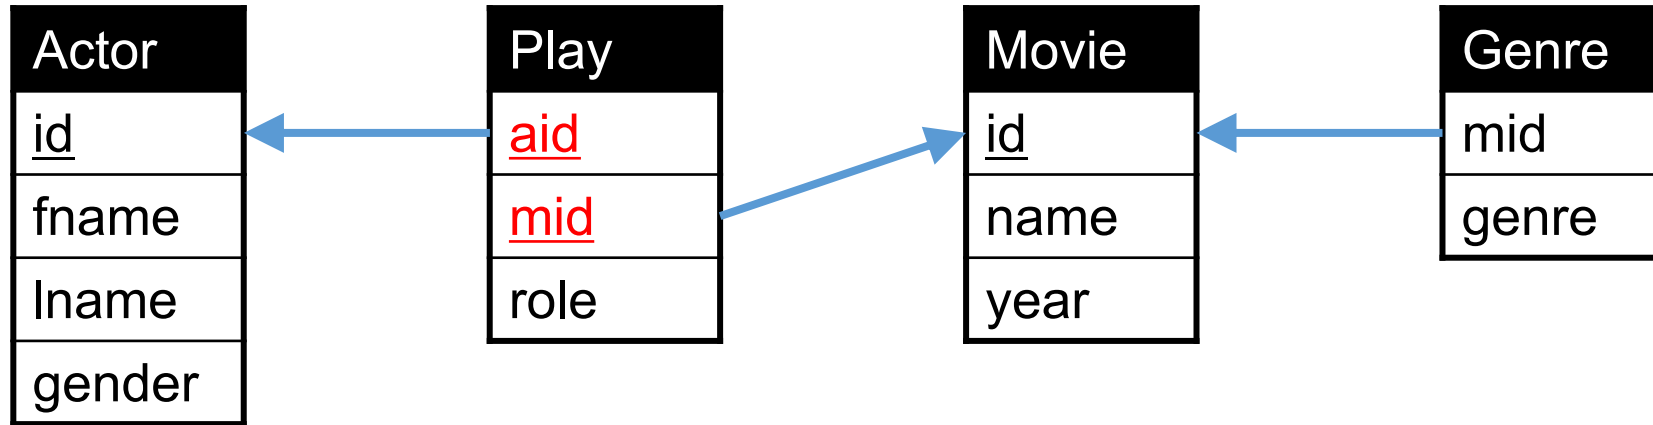 Actor
id
fname
lname
gender
Play
aid
mid
role
Movie
id
name
year
Genre
mid
genre